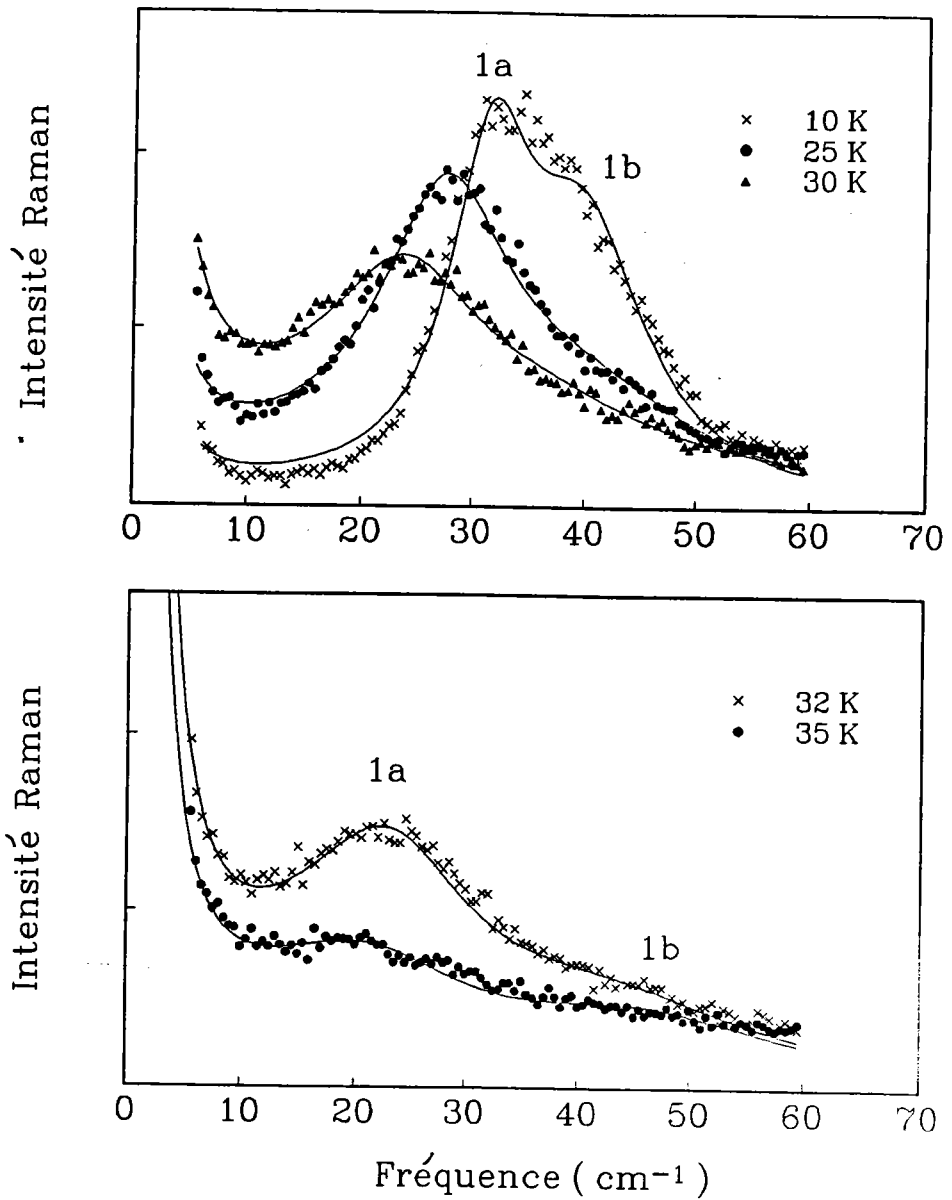 1a
1b
× 10 K
● 25 K
▲ 30 K
Intensité Raman
0 10 20 30 40 50 60 70
× 32 K
● 35 K
1a
1b
Intensité Raman
0 10 20 30 40 50 60 70
Fréquence ( cm⁻¹ )